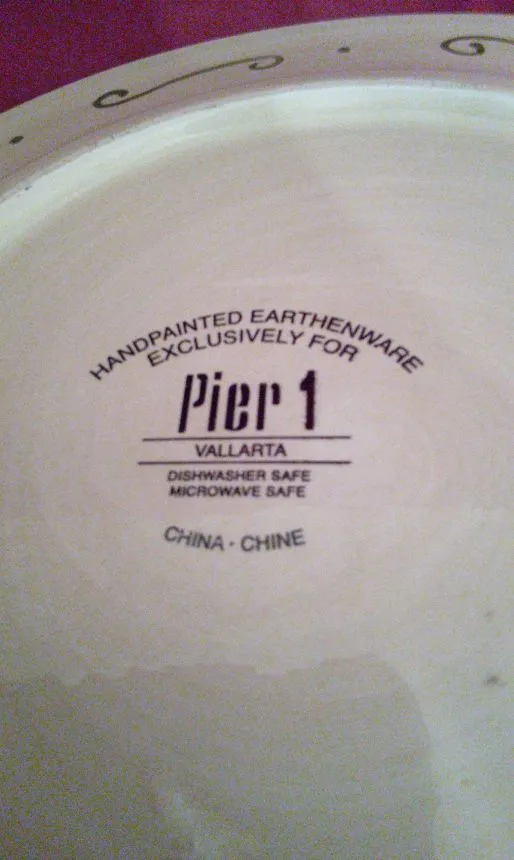 HANDPAINTED EARTHENWARE
EXCLUSIVELY FOR
Pier 1
VALLARTA
DISHWASHER SAFE
MICROWAVE SAFE
CHINA · CHINE